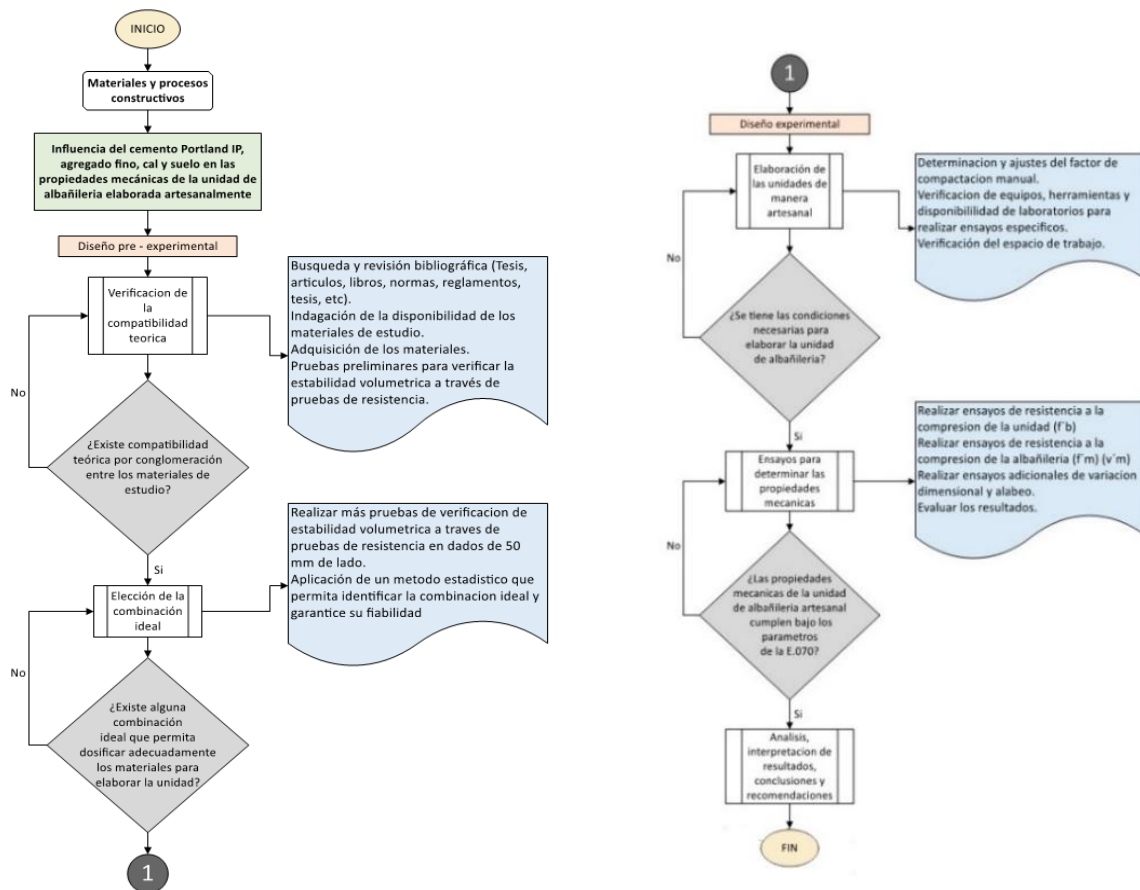 INICIO
Materiales y procesos
constructivos
Influencia del cemento Portland IP,
agregado fino, cal y suelo en las
propiedades mecánicas de la unidad de
albañileria elaborada artesanalmente
Diseño pre - experimental
Verificacion de
la
compatibilidad
teorica
Busqueda y revisión bibliográfica (Tesis,
articulos, libros, normas, reglamentos,
tesis, etc).
Indagación de la disponibilidad de los
materiales de estudio.
Adquisición de los materiales.
Pruebas preliminares para verificar la
estabilidad volumetrica a través de
pruebas de resistencia.
No
¿Existe compatibilidad
teórica por conglomeración
entre los materiales de
estudio?
Si
Elección de la
combinación
ideal
Realizar más pruebas de verificacion de
estabilidad volumetrica a traves de
pruebas de resistencia en dados de 50
mm de lado.
Aplicación de un metodo estadistico que
permita identificar la combinacion ideal y
garantice su fiabilidad
No
¿Existe alguna
combinación
ideal que permita
dosificar adecuadamente
los materiales para
elaborar la unidad?
1
1
Diseño experimental
Elaboración de
las unidades de
manera
artesanal
Determinacion y ajustes del factor de
compactacion manual.
Verificacion de equipos, herramientas y
disponibililidad de laboratorios para
realizar ensayos especificos.
Verificación del espacio de trabajo.
No
¿Se tiene las condiciones
necesarias para
elaborar la unidad
de albañileria?
Si
Ensayos para
determinar las
propiedades
mecanicas
Realizar ensayos de resistencia a la
compresion de la unidad (f´b)
Realizar ensayos de resistencia a la
compresion de la albañileria (f´m) (v´m)
Realizar ensayos adicionales de variacion
dimensional y alabeo.
Evaluar los resultados.
No
¿Las propiedades
mecanicas de la unidad
de albañileria artesanal
cumplen bajo los
parametros
de la E.070?
Si
Analisis,
interpretacion de
resultados,
conclusiones y
recomendaciones
FIN